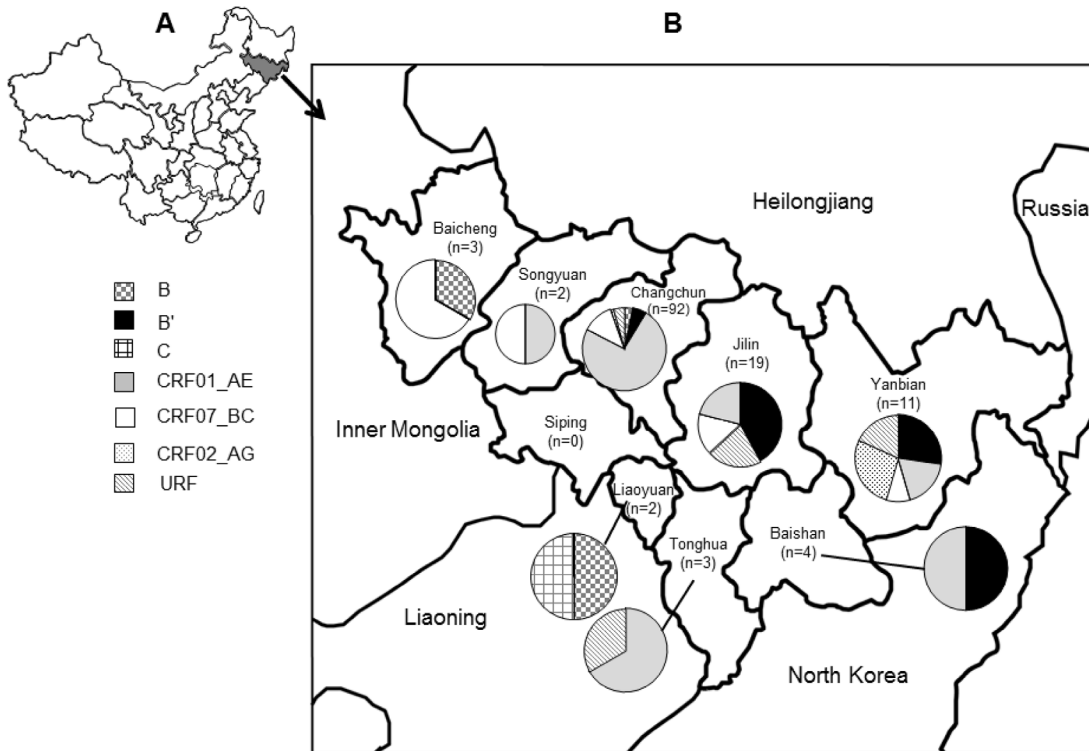 A
B
Heilongjiang
Russia
Baicheng
(n=3)
Songyuan
(n=2)
Changchun
(n=92)
Jilin
(n=19)
Yanbian
(n=11)
B
B'
C
CRF01_AE
CRF07_BC
CRF02_AG
URF
Inner Mongolia
Siping
(n=0)
Liaoyuan
(n=2)
Tonghua
(n=3)
Baishan
(n=4)
Liaoning
North Korea